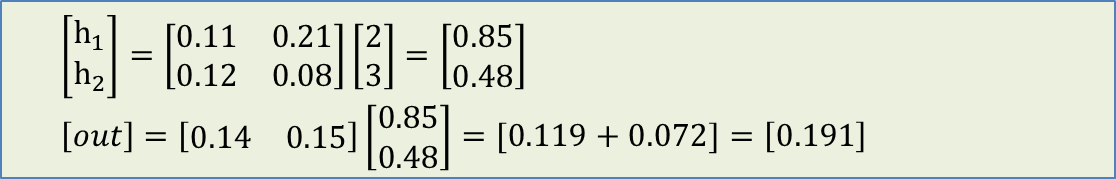 [h₁ h₂] = [0.11 0.21 0.12 0.08] [2 3] = [0.85 0.48]
[out] = [0.14 0.15] [0.85 0.48] = [0.119 + 0.072] = [0.191]